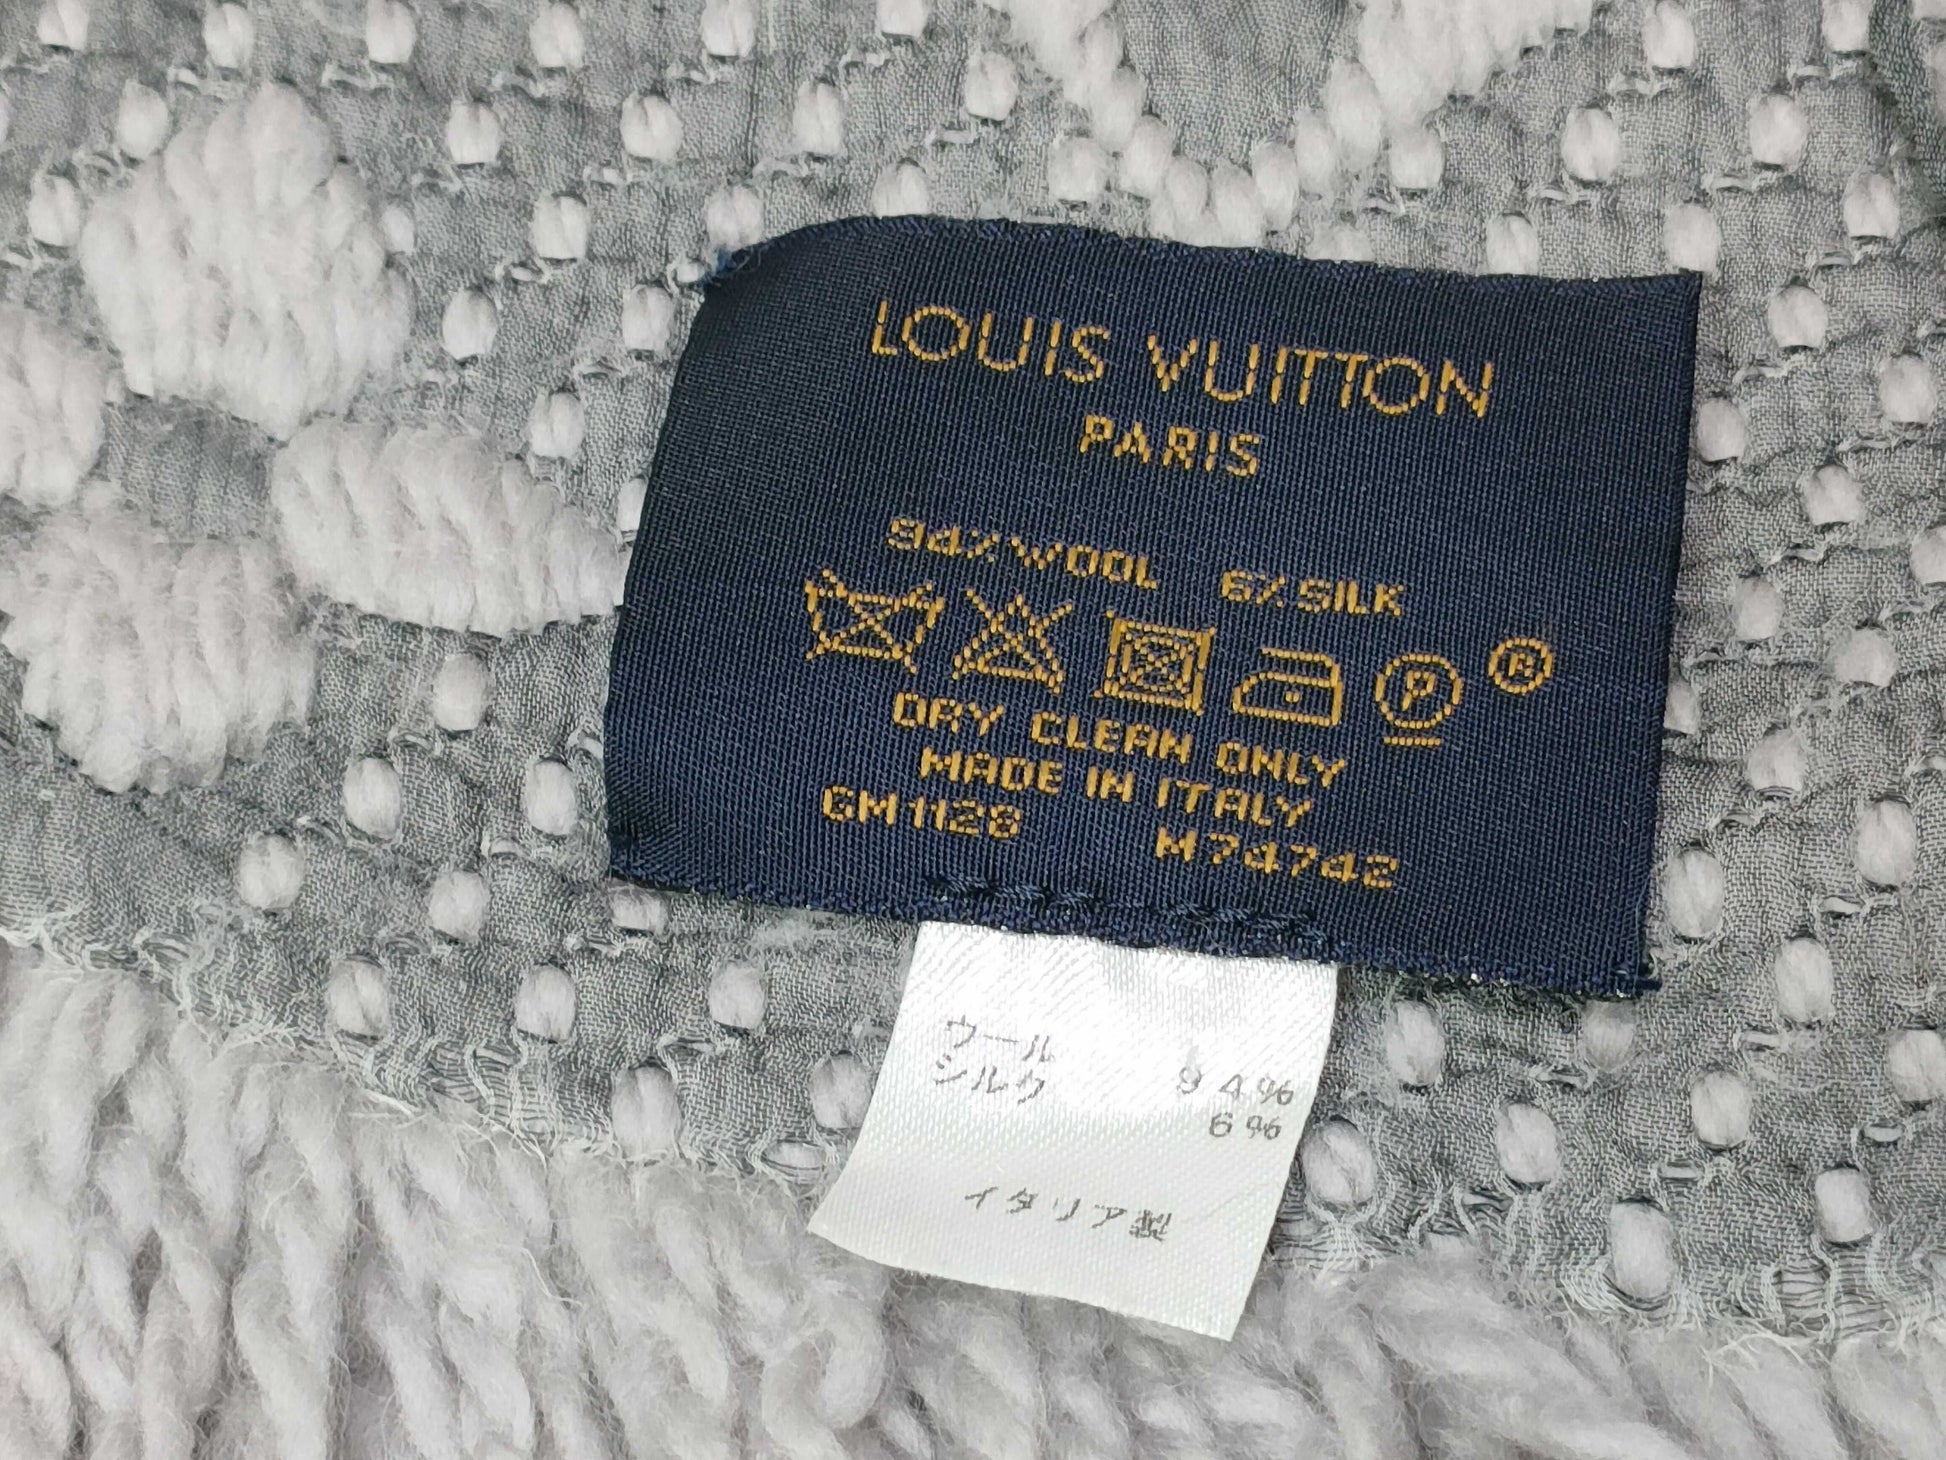 LOUIS VUITTON
PARIS
94% WOOL 6% SILK
P ®
DRY CLEAN ONLY
MADE IN ITALY
GM1128 M74742
ウール 94%
シルク 6%
イタリア製